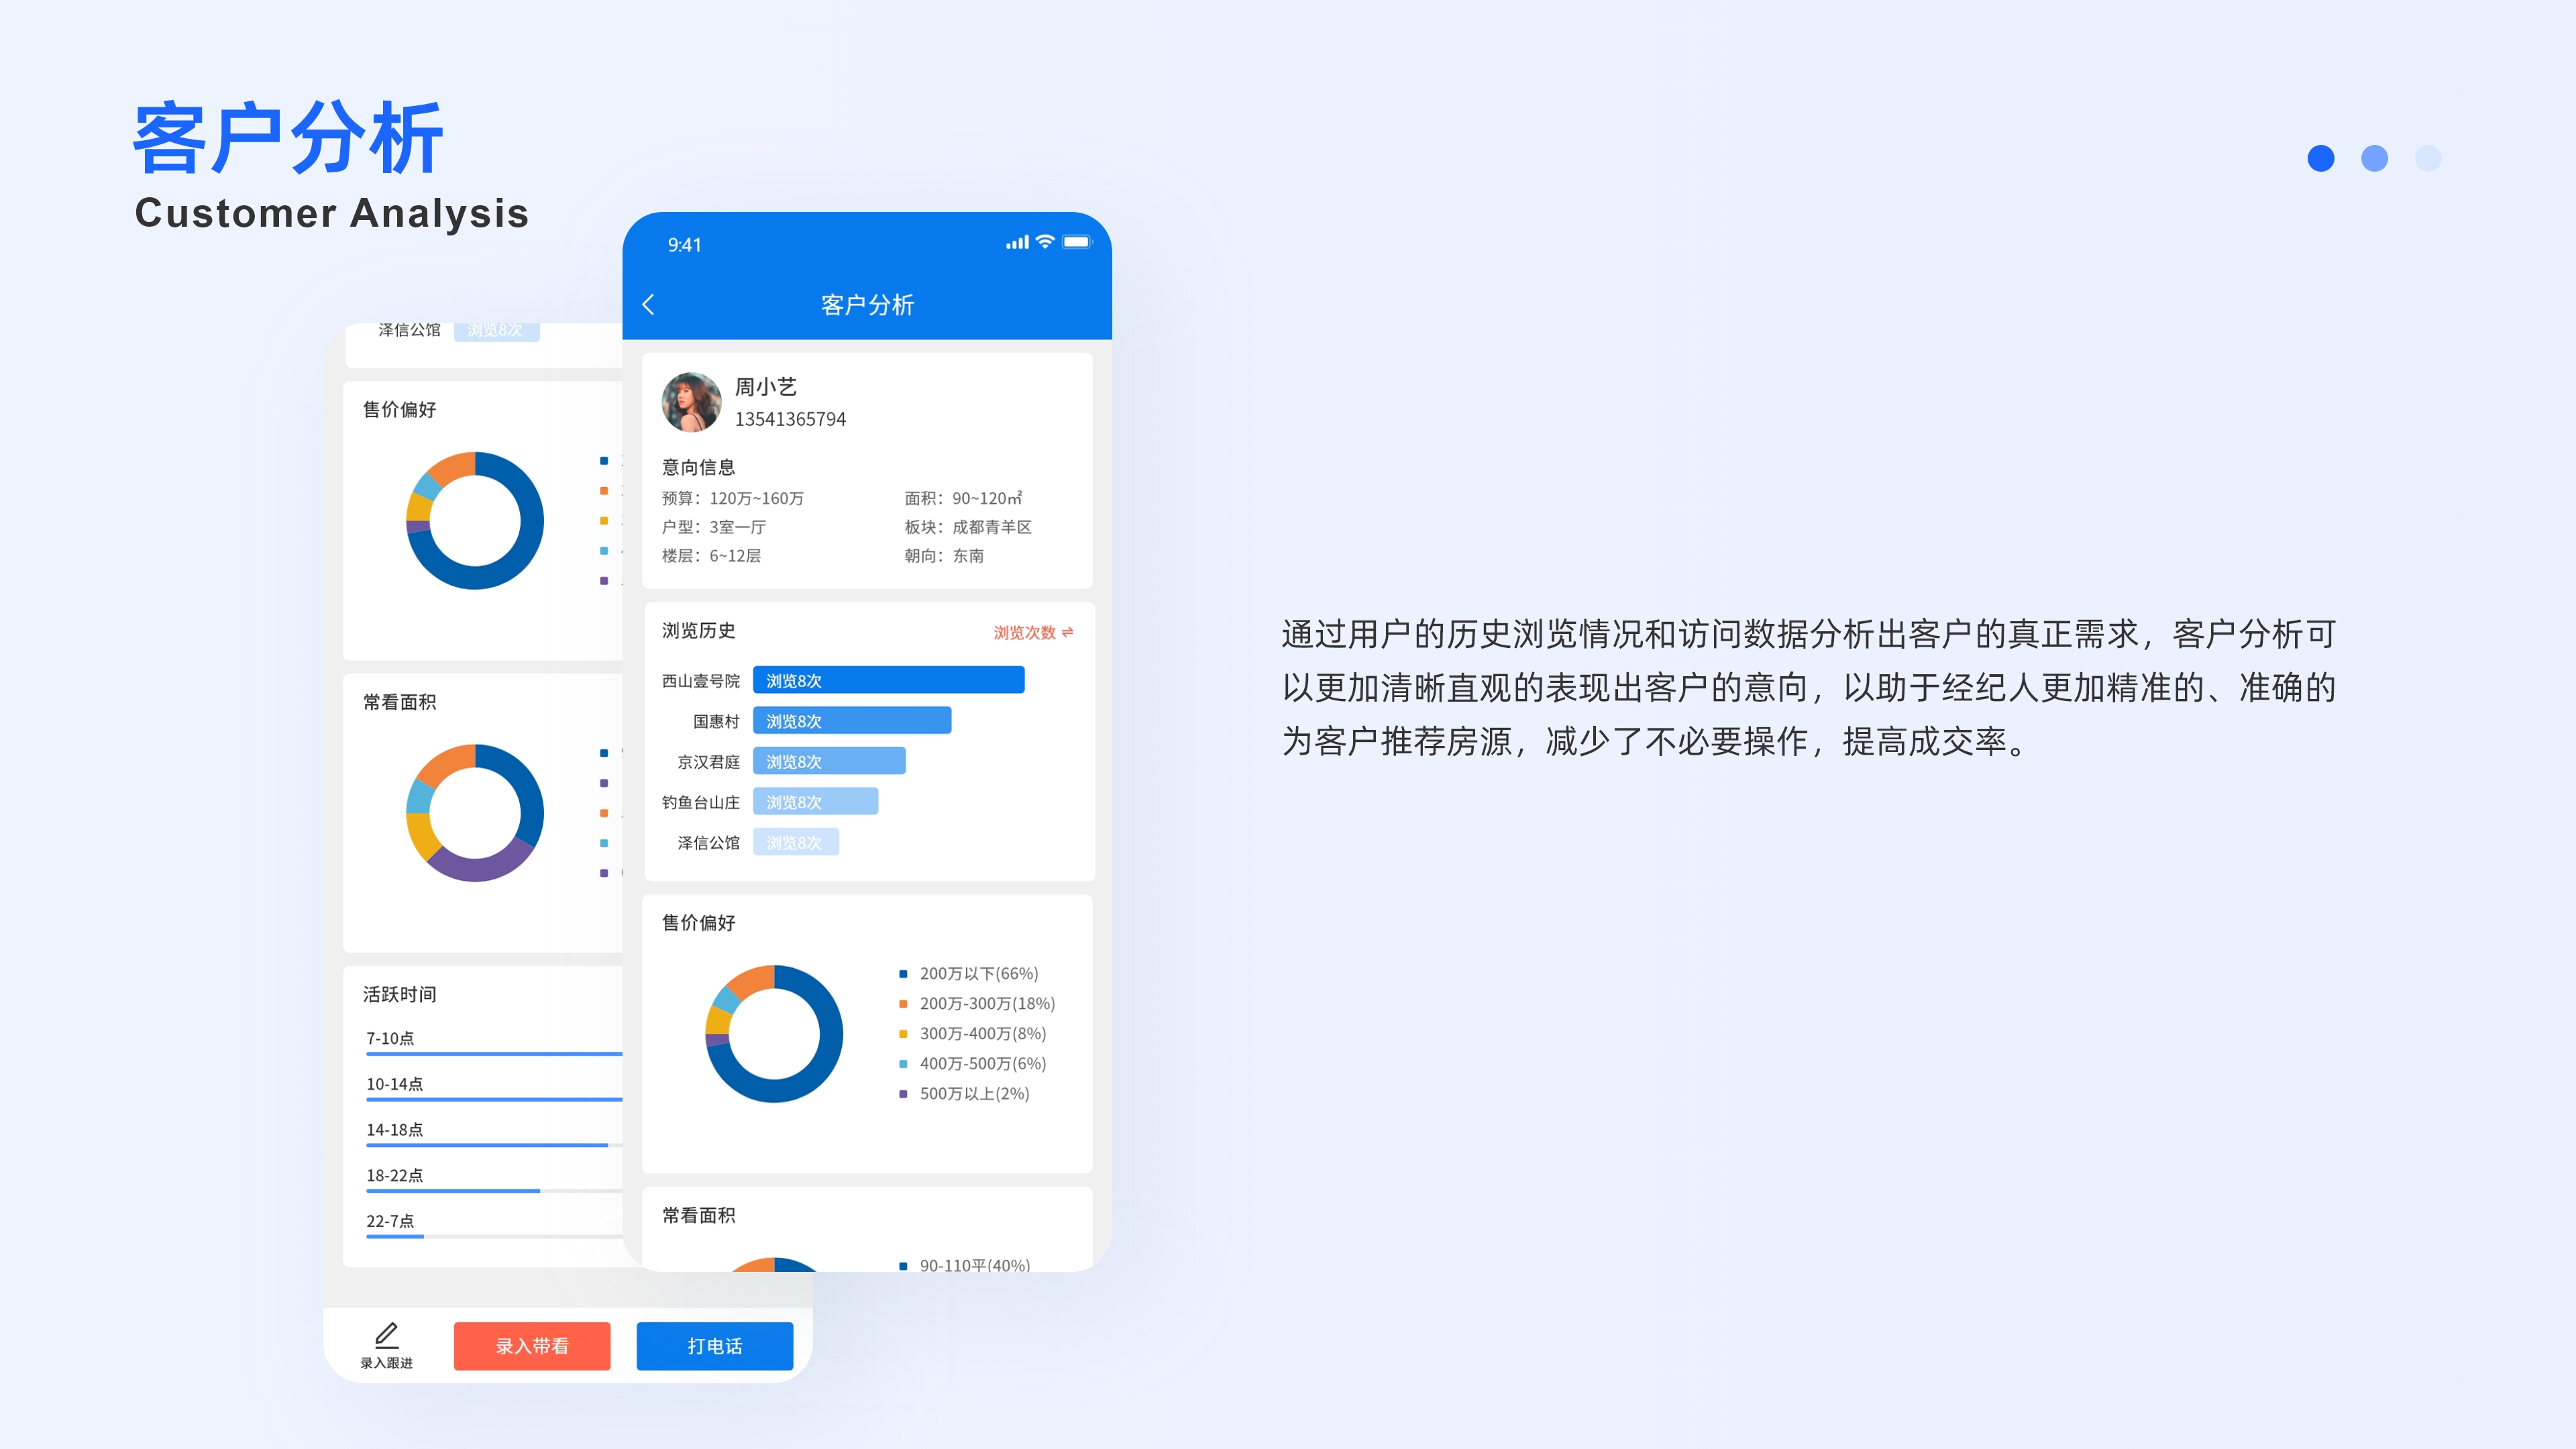 客户分析
Customer Analysis
泽信公馆 浏览8次
售价偏好
常看面积
活跃时间
7-10点
10-14点
14-18点
18-22点
22-7点
录入跟进
录入带看
打电话
9:41
客户分析
周小艺
13541365794
意向信息
预算：120万~160万 面积：90~120㎡
户型：3室一厅 板块：成都青羊区
楼层：6~12层 朝向：东南
浏览历史 浏览次数 ⇌
西山壹号院 浏览8次
国惠村 浏览8次
京汉君庭 浏览8次
钓鱼台山庄 浏览8次
泽信公馆 浏览8次
售价偏好
200万以下(66%)
200万-300万(18%)
300万-400万(8%)
400万-500万(6%)
500万以上(2%)
常看面积
90-110平(40%)
通过用户的历史浏览情况和访问数据分析出客户的真正需求，客户分析可
以更加清晰直观的表现出客户的意向，以助于经纪人更加精准的、准确的
为客户推荐房源，减少了不必要操作，提高成交率。